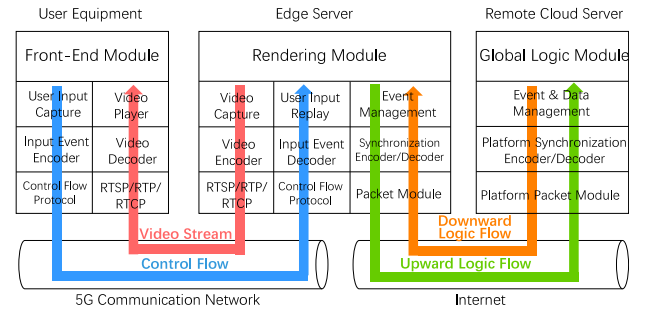 User Equipment
Edge Server
Remote Cloud Server
Front-End Module
Rendering Module
Global Logic Module
User Input
Capture
Video
Player
Video
Capture
User Input
Replay
Event
Management
Event & Data
Management
Input Event
Encoder
Video
Decoder
Video
Encoder
Input Event
Decoder
Synchronization
Encoder/Decoder
Platform Synchronization
Encoder/Decoder
Control Flow
Protocol
RTSP/RTP/
RTCP
RTSP/RTP/
RTCP
Control Flow
Protocol
Packet Module
Platform Packet Module
Video Stream
Downward
Logic Flow
Control Flow
Upward Logic Flow
5G Communication Network
Internet